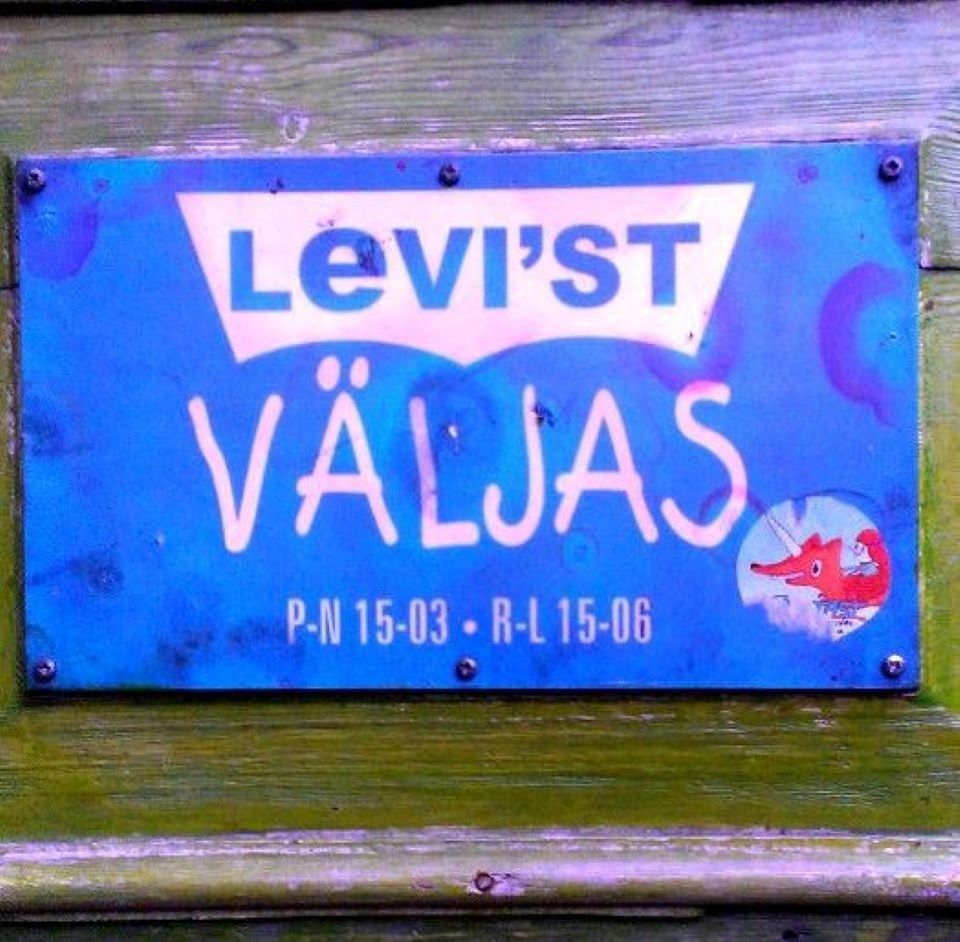 LeVI'ST
VÄLJAS
P-N 15-03 • R-L 15-06